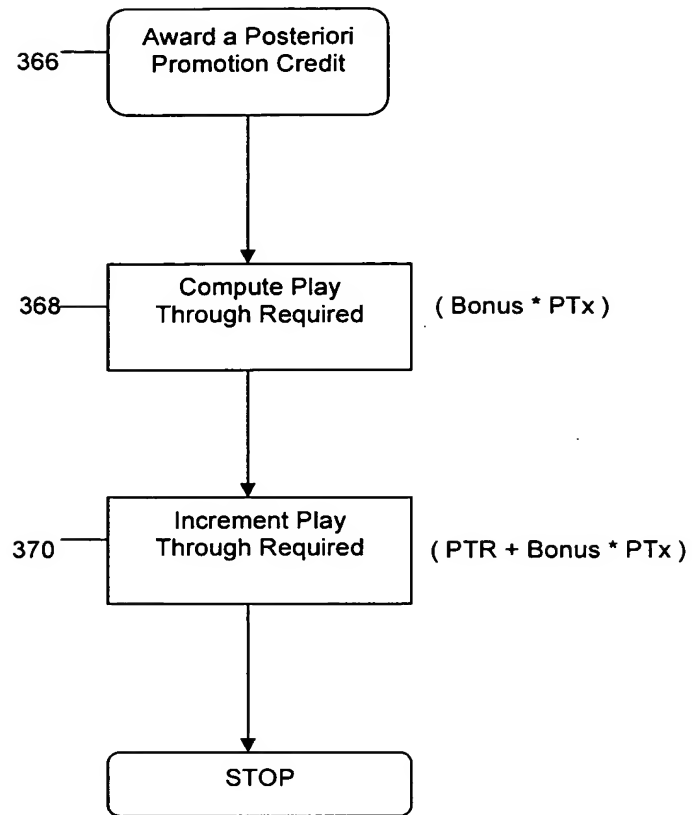 Award a Posteriori
Promotion Credit
366
Compute Play
Through Required
368
( Bonus * PTx )
Increment Play
Through Required
370
( PTR + Bonus * PTx )
STOP